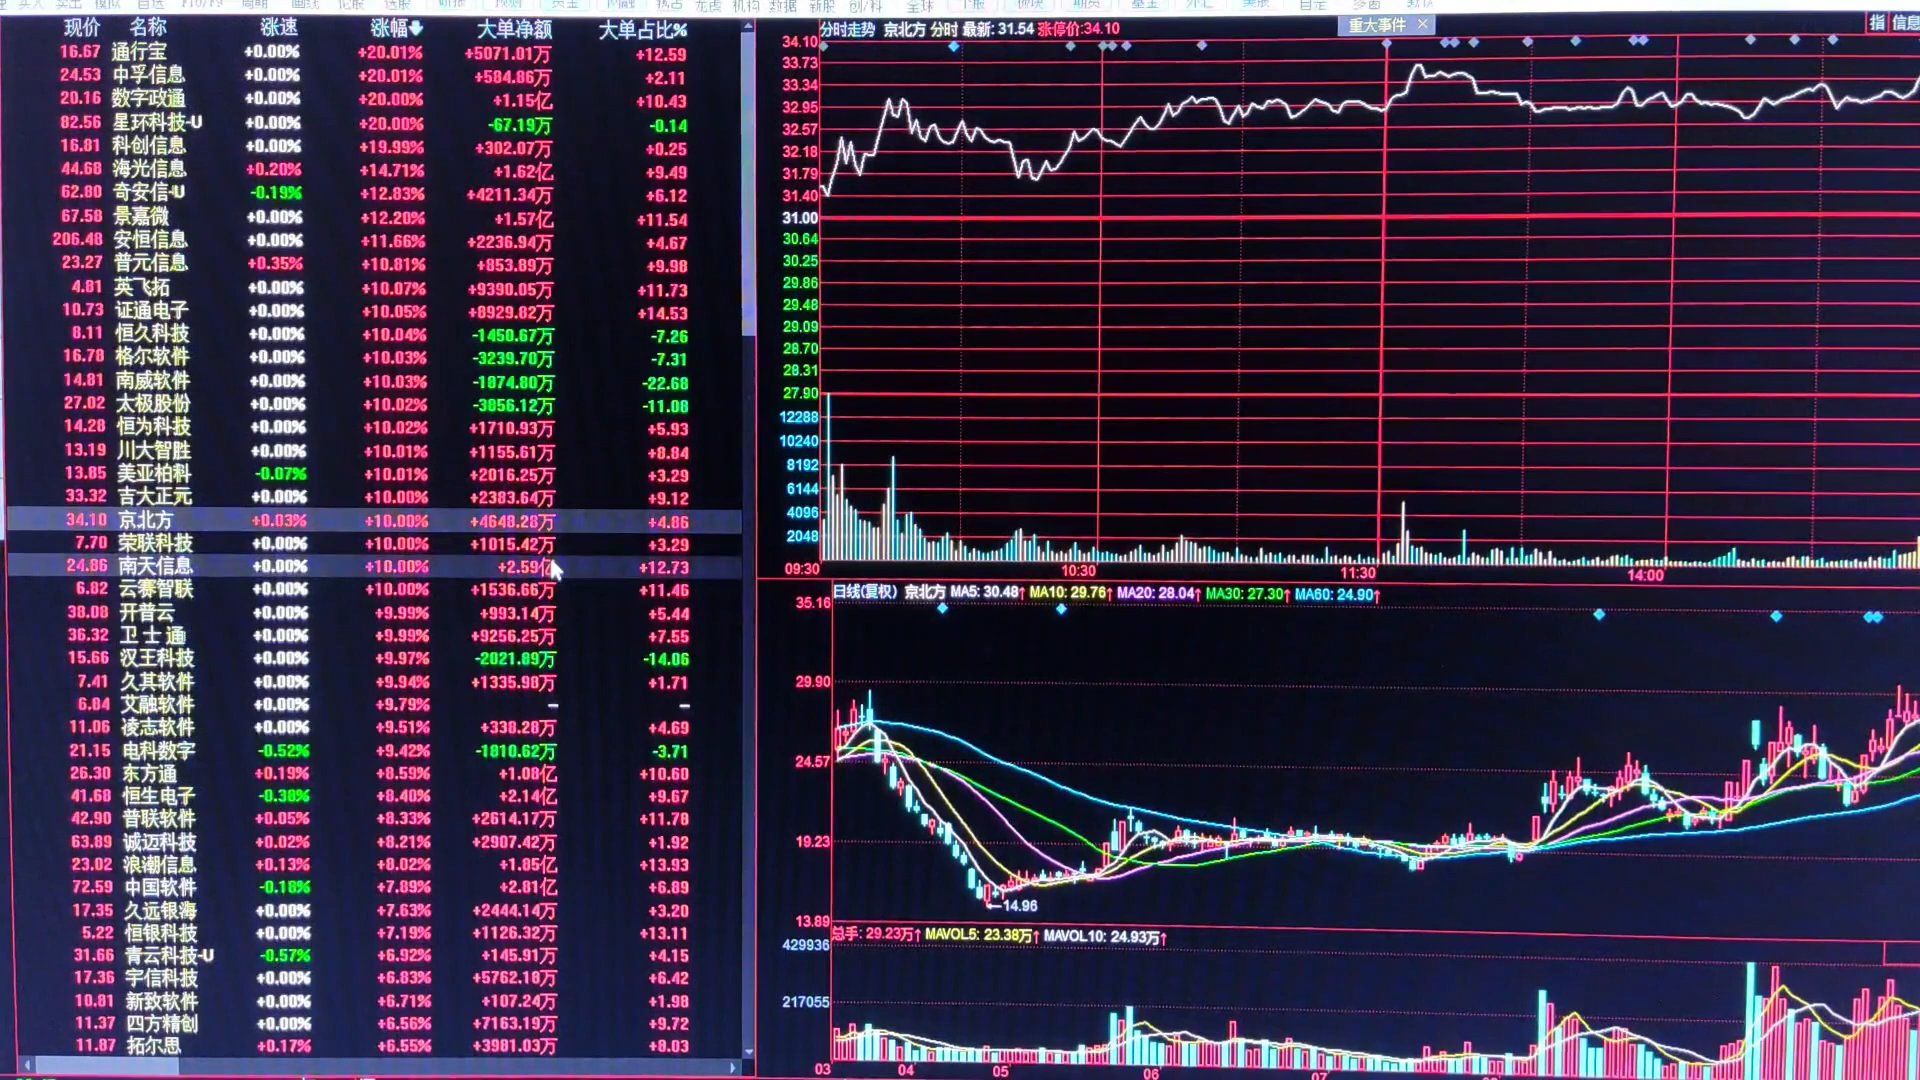 现价 名称 涨速 涨幅 大单净额 大单占比%
16.67 通行宝 +0.00% +20.01% +5071.01万 +12.59
24.53 中孚信息 +0.00% +20.01% +584.86万 +2.11
20.16 数字政通 +0.00% +20.00% +1.15亿 +10.43
82.56 星环科技-U +0.00% +20.00% -67.19万 -0.14
16.81 科创信息 +0.00% +19.99% +302.07万 +0.25
44.68 海光信息 +0.20% +14.71% +1.62亿 +9.49
62.80 奇安信-U -0.19% +12.83% +4211.34万 +6.12
67.58 景嘉微 +0.00% +12.20% +1.57亿 +11.54
206.48 安恒信息 +0.00% +11.66% +2236.94万 +4.67
23.27 普元信息 +0.35% +10.81% +853.89万 +9.98
4.81 英飞拓 +0.00% +10.07% +9390.05万 +11.73
10.73 证通电子 +0.00% +10.05% +8929.82万 +14.53
8.11 恒久科技 +0.00% +10.04% -1450.67万 -7.26
16.78 格尔软件 +0.00% +10.03% -3239.70万 -7.31
14.81 南威软件 +0.00% +10.03% -1874.80万 -22.68
27.02 太极股份 +0.00% +10.02% -3056.12万 -11.08
14.28 恒为科技 +0.00% +10.02% +1710.93万 +5.93
13.19 川大智胜 +0.00% +10.01% +1155.61万 +8.84
13.85 美亚柏科 -0.07% +10.01% +2016.25万 +3.29
33.32 吉大正元 +0.00% +10.00% +2383.64万 +9.12
34.10 京北方 +0.03% +10.00% +4648.28万 +4.86
7.70 荣联科技 +0.00% +10.00% +1015.42万 +3.29
24.86 南天信息 +0.00% +10.00% +2.59亿 +12.73
6.82 云赛智联 +0.00% +10.00% +1536.66万 +11.46
38.08 开普云 +0.00% +9.99% +993.14万 +5.44
36.32 卫士通 +0.00% +9.99% +9256.25万 +7.55
15.66 汉王科技 +0.00% +9.97% -2021.89万 -14.06
7.41 久其软件 +0.00% +9.94% +1335.98万 +1.71
6.84 艾融软件 +0.00% +9.79% — —
11.06 凌志软件 +0.00% +9.51% +338.28万 +4.69
21.15 电科数字 -0.52% +9.42% -1810.62万 -3.71
26.30 东方通 +0.19% +8.59% +1.08亿 +10.60
41.68 恒生电子 -0.38% +8.40% +2.14亿 +9.67
42.90 普联软件 +0.05% +8.33% +2614.17万 +11.78
63.89 诚迈科技 +0.02% +8.21% +2907.42万 +1.92
23.02 浪潮信息 +0.13% +8.02% +1.85亿 +13.93
72.59 中国软件 -0.18% +7.89% +2.81亿 +6.89
17.35 久远银海 +0.00% +7.63% +2444.14万 +3.20
5.22 恒银科技 +0.00% +7.19% +1126.32万 +13.11
31.66 青云科技-U -0.57% +6.92% +145.91万 +4.15
17.36 宇信科技 +0.00% +6.83% +5762.18万 +6.42
10.81 新致软件 +0.00% +6.71% +107.24万 +1.98
11.37 四方精创 +0.00% +6.56% +7163.19万 +9.72
11.87 拓尔思 +0.17% +6.55% +3981.03万 +8.03
分时走势 京北方 分时 最新: 31.54 涨停价:34.10
重大事件 ×
指 信息
34.10
33.73
33.34
32.95
32.57
32.18
31.79
31.40
31.00
30.64
30.25
29.86
29.48
29.09
28.70
28.31
27.90
12288
10240
8192
6144
4096
2048
09:30 10:30 11:30 14:00
日线(复权) 京北方 MA5: 30.48↑ MA10: 29.76↑ MA20: 28.04↑ MA30: 27.30↑ MA60: 24.90↑
35.16
29.90
24.57
19.23
13.89
←14.96
总手: 29.23万↑ MAVOL5: 23.38万↑ MAVOL10: 24.93万↑
429936
217055
03 04 05 06 07